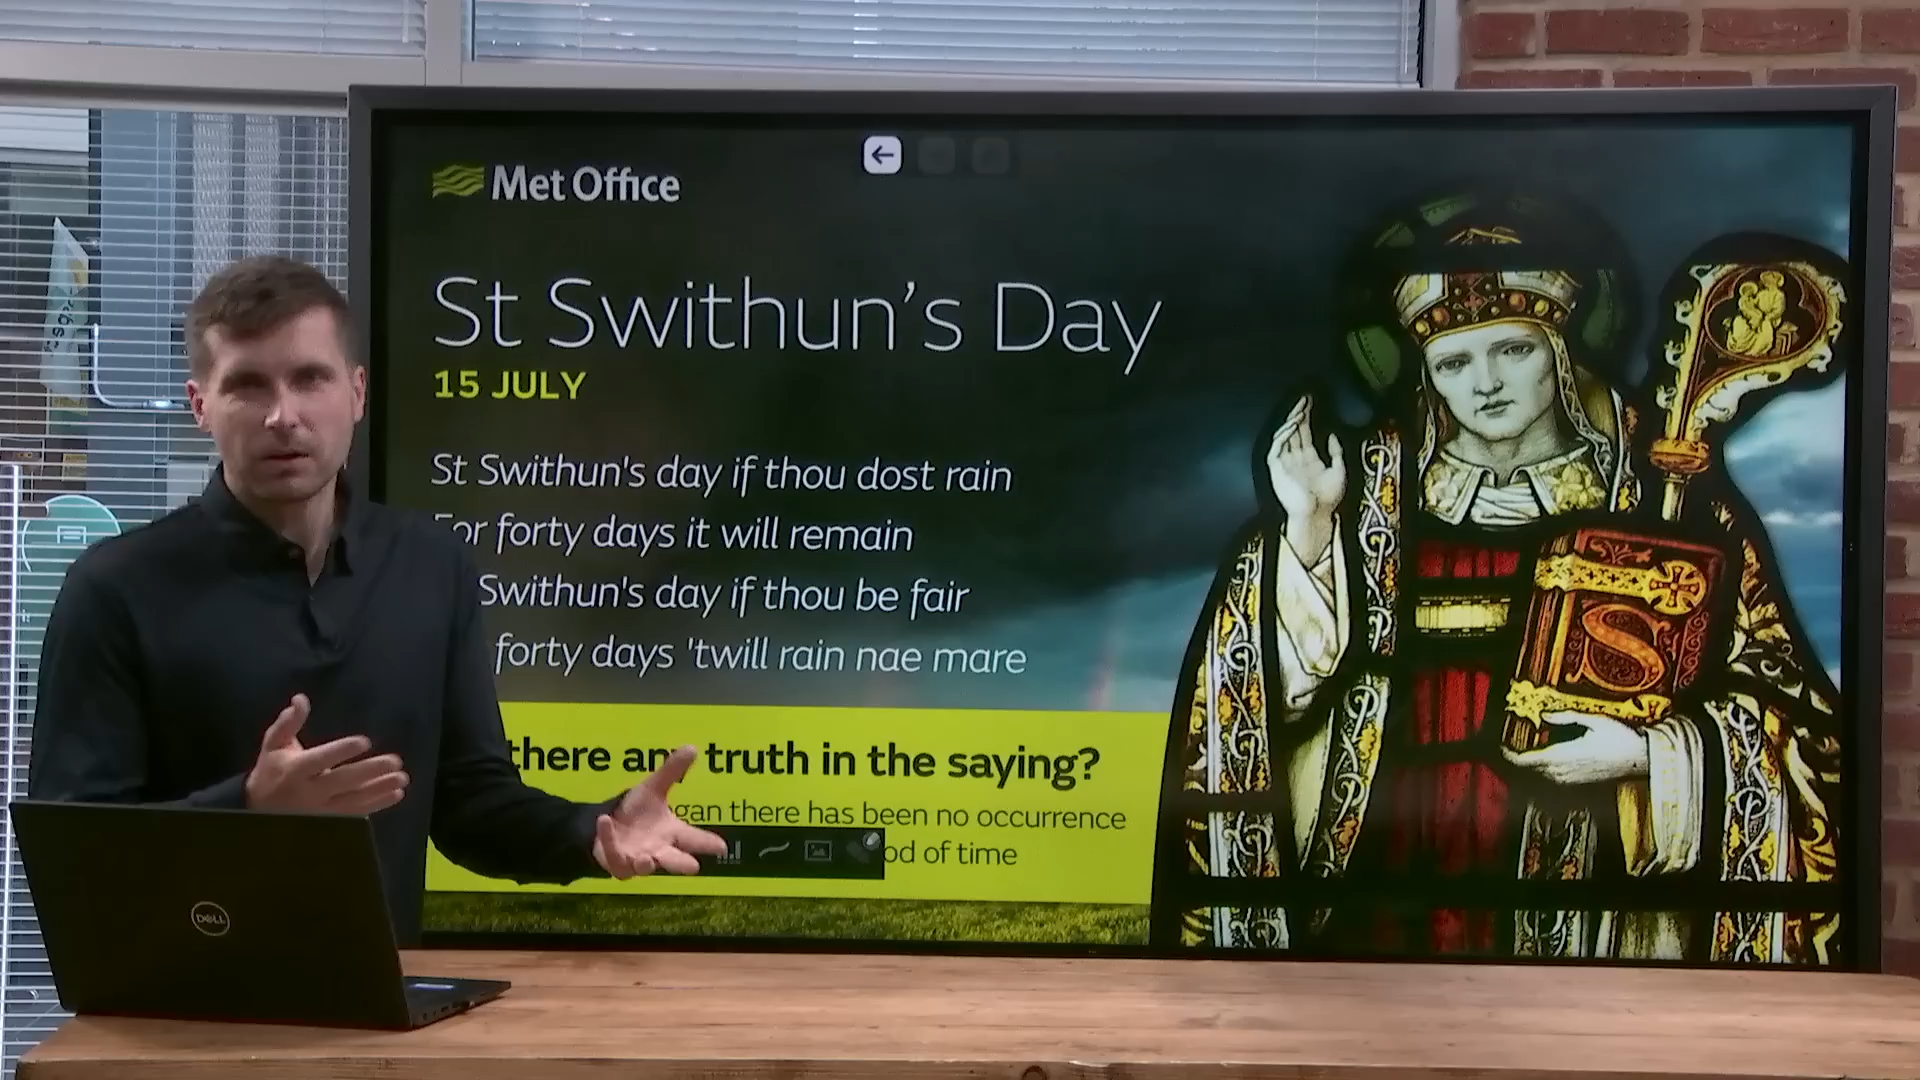 Met Office
St Swithun's Day
15 JULY
St Swithun's day if thou dost rain
For forty days it will remain
Swithun's day if thou be fair
forty days 'twill rain nae mare
there any truth in the saying?
there has been no occurrence
of time
DELL
S